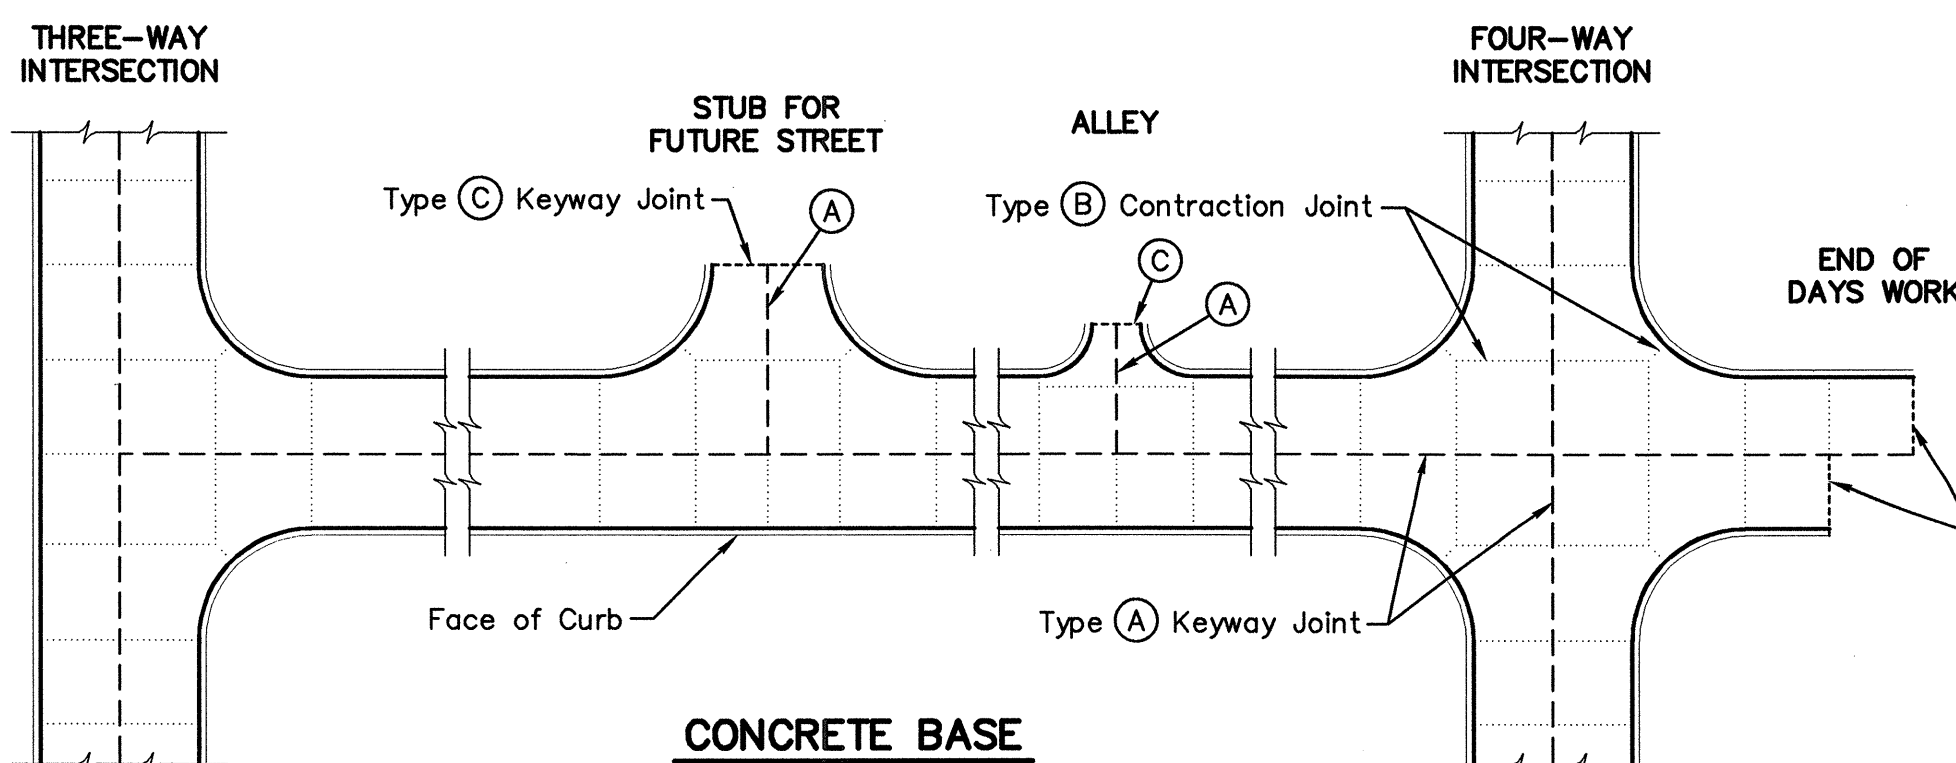 THREE-WAY
INTERSECTION
STUB FOR
FUTURE STREET
ALLEY
FOUR-WAY
INTERSECTION
Type C Keyway Joint
A
Type B Contraction Joint
C
A
END OF
DAYS WORK
Face of Curb
Type A Keyway Joint
CONCRETE BASE